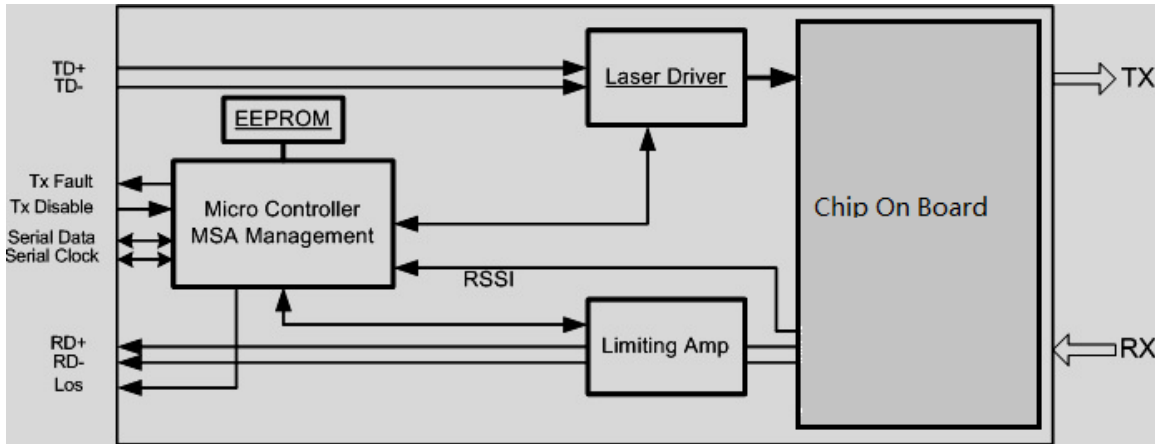 TD+
TD-
Laser Driver
TX
EEPROM
Tx Fault
Tx Disable
Serial Data
Serial Clock
Micro Controller
MSA Management
Chip On Board
RSSI
RD+
RD-
Los
Limiting Amp
RX